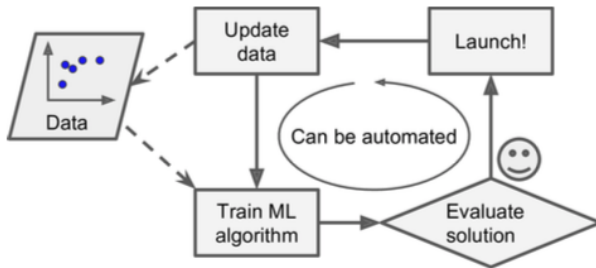 Update
data
Launch!
Data
Can be automated
Train ML
algorithm
Evaluate
solution